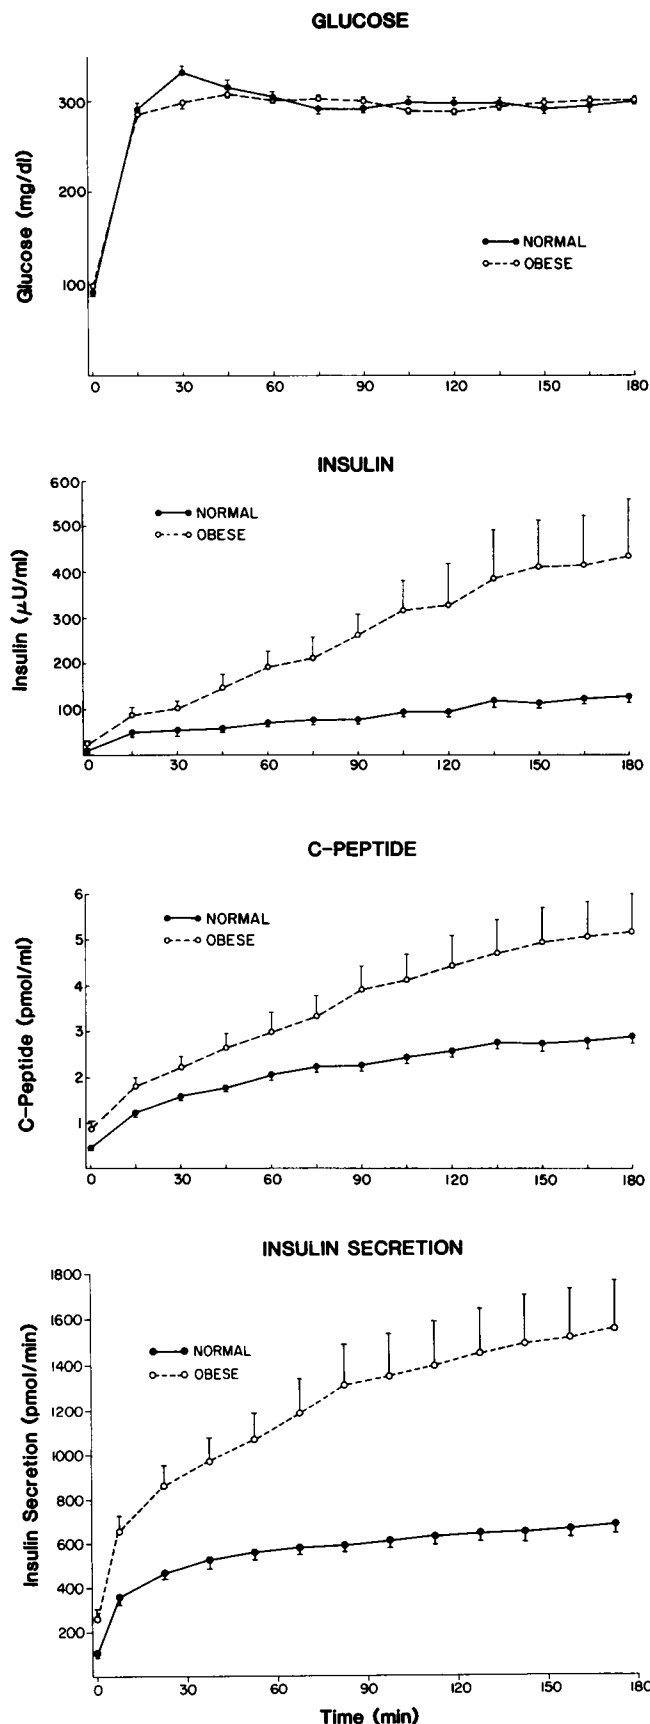 GLUCOSE
Glucose (mg/dl)
300
200
100
NORMAL
OBESE
0 30 60 90 120 150 180
INSULIN
Insulin (μU/ml)
600
500
400
300
200
100
NORMAL
OBESE
0 30 60 90 120 150 180
C-PEPTIDE
C-Peptide (pmol/ml)
6
5
4
3
2
1
NORMAL
OBESE
0 30 60 90 120 150 180
INSULIN SECRETION
Insulin Secretion (pmol/min)
1800
1600
1400
1200
1000
800
600
400
200
NORMAL
OBESE
0 30 60 90 120 150 180
Time (min)